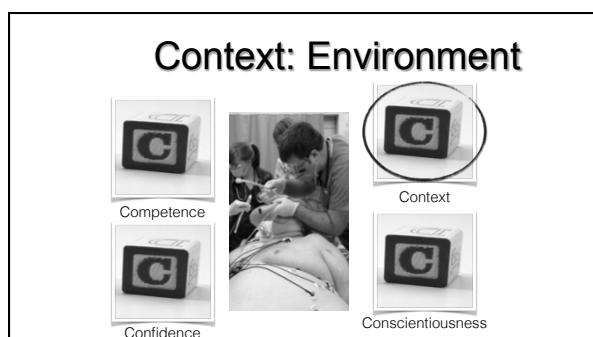 Context: Environment
C
Competence
C
Confidence
C
Context
C
Conscientiousness